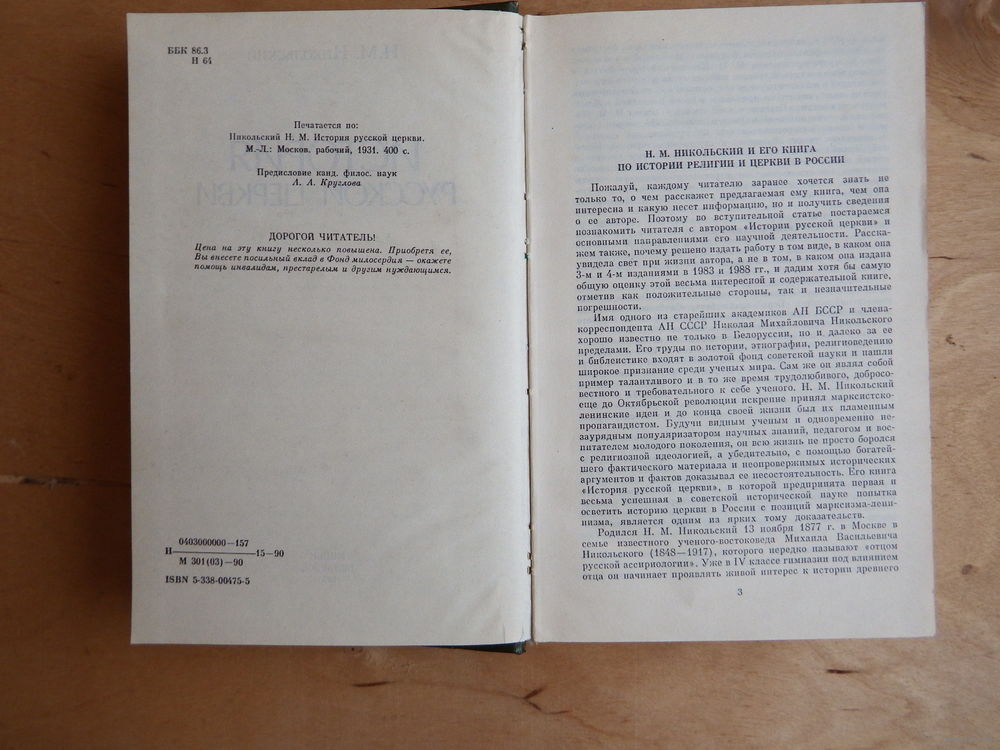 ББК 86.3
Н 64
Печатается по:
Никольский Н. М. История русской церкви.
М.-Л.: Москов. рабочий, 1931. 400 с.
Предисловие канд. филос. наук
А. А. Круглова
ДОРОГОЙ ЧИТАТЕЛЬ!
Цена на эту книгу несколько повышена. Приобретя ее,
Вы внесете посильный вклад в Фонд милосердия — окажете
помощь инвалидам, престарелым и другим нуждающимся.
0403000000—157
Н————————15—90
М 301(03)—90
ISBN 5-338-00475-5
Н. М. НИКОЛЬСКИЙ И ЕГО КНИГА
ПО ИСТОРИИ РЕЛИГИИ И ЦЕРКВИ В РОССИИ
Пожалуй, каждому читателю заранее хочется знать не
только то, о чем расскажет предлагаемая ему книга, чем она
интересна и какую несет информацию, но и получить сведения
о ее авторе. Поэтому во вступительной статье постараемся
познакомить читателя с автором «Истории русской церкви» и
основными направлениями его научной деятельности. Расска-
жем также, почему решено издать работу в том виде, в каком она
увидела свет при жизни автора, а не в том, в каком она издана
3-м и 4-м изданиями в 1983 и 1988 гг., и дадим хотя бы самую
общую оценку этой весьма интересной и содержательной книге,
отметив как положительные стороны, так и незначительные
погрешности.
Имя одного из старейших академиков АН БССР и члена-
корреспондента АН СССР Николая Михайловича Никольского
хорошо известно не только в Белоруссии, но и далеко за ее
пределами. Его труды по истории, этнографии, религиоведению
и библеистике входят в золотой фонд советской науки и нашли
широкое признание среди ученых мира. Сам же он являл собой
пример талантливого и в то же время трудолюбивого, добросо-
вестного и требовательного к себе ученого. Н. М. Никольский
еще до Октябрьской революции искренне принял марксистско-
ленинские идеи и до конца своей жизни был их пламенным
пропагандистом. Будучи видным ученым и одновременно не-
заурядным популяризатором научных знаний, педагогом и вос-
питателем молодого поколения, он всю жизнь не просто боролся
с религиозной идеологией, а убедительно, с помощью богатей-
шего фактического материала и неопровержимых исторических
аргументов и фактов доказывал ее несостоятельность. Его книга
«История русской церкви», в которой предпринята первая и
весьма успешная в советской исторической науке попытка
осветить историю церкви в России с позиций марксизма-лени-
низма, является одним из ярких тому доказательств.
Родился Н. М. Никольский 13 ноября 1877 г. в Москве в
семье известного ученого-востоковеда Михаила Васильевича
Никольского (1848—1917), которого нередко называют «отцом
русской ассириологии». Уже в IV классе гимназии под влиянием
отца он начинает проявлять живой интерес к истории древнего
3